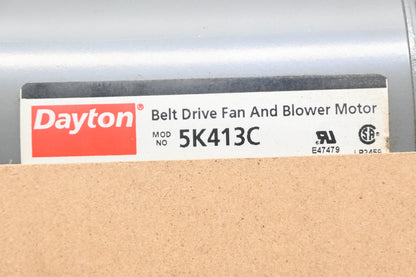 Dayton®
Belt Drive Fan And Blower Motor
MOD NO 5K413C
E47479